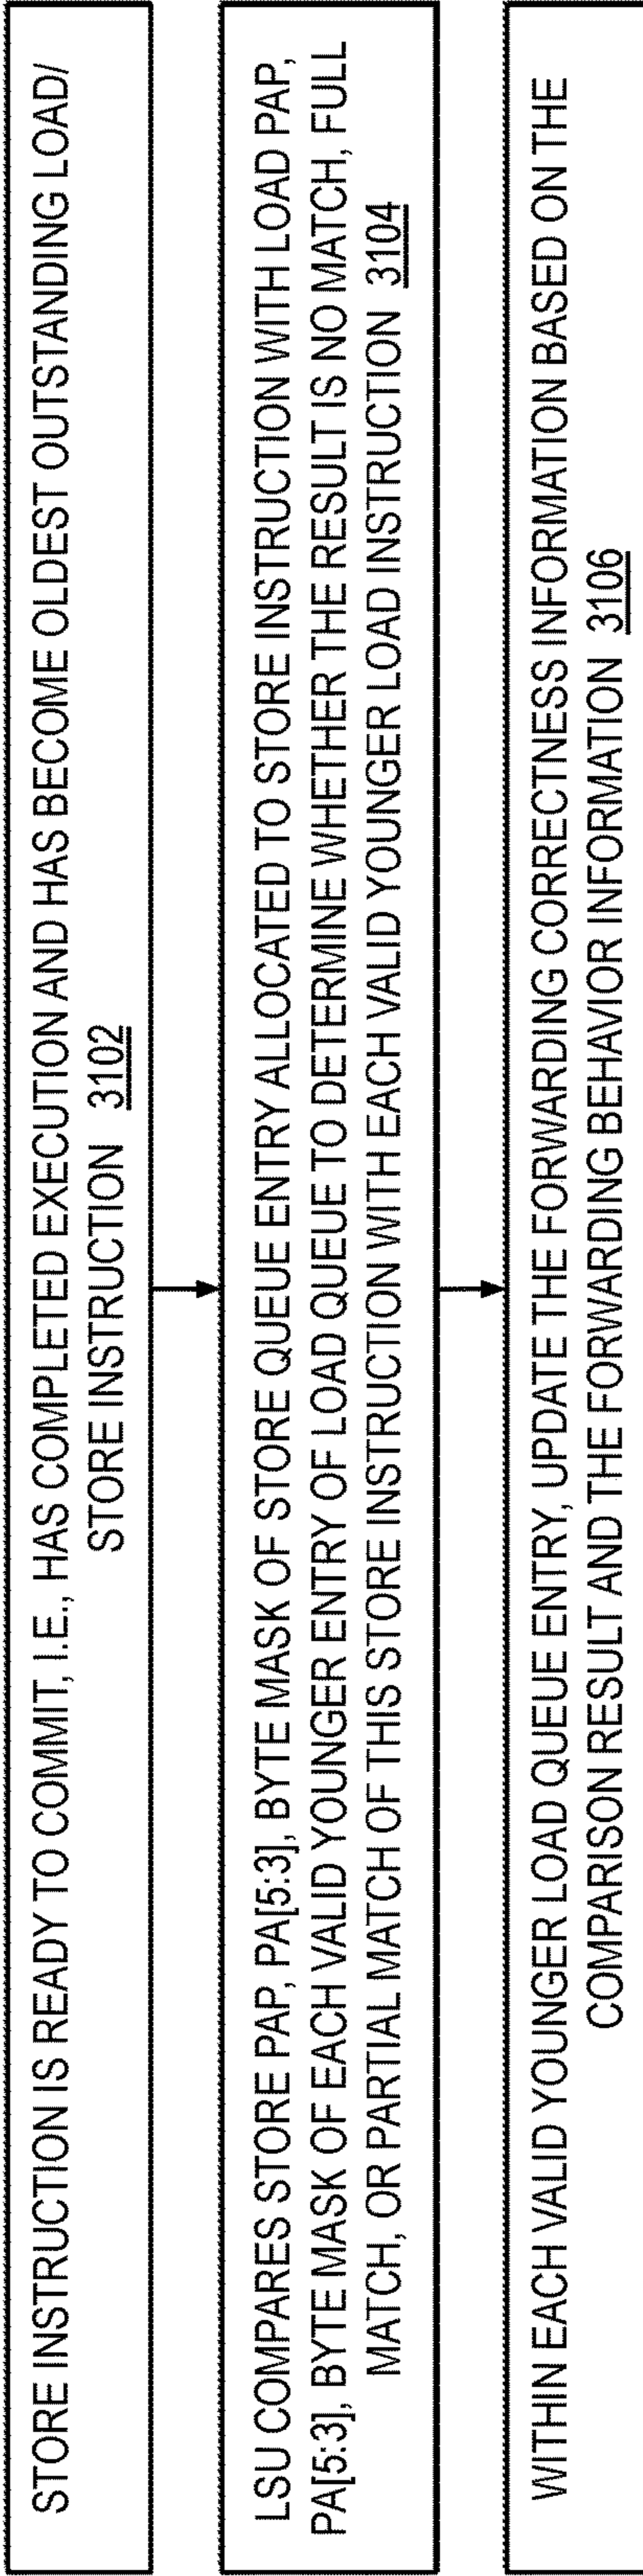 STORE INSTRUCTION IS READY TO COMMIT, I.E., HAS COMPLETED EXECUTION AND HAS BECOME OLDEST OUTSTANDING LOAD/
STORE INSTRUCTION 3102
LSU COMPARES STORE PAP, PA[5:3], BYTE MASK OF STORE QUEUE ENTRY ALLOCATED TO STORE INSTRUCTION WITH LOAD PAP,
PA[5:3], BYTE MASK OF EACH VALID YOUNGER ENTRY OF LOAD QUEUE TO DETERMINE WHETHER THE RESULT IS NO MATCH, FULL
MATCH, OR PARTIAL MATCH OF THIS STORE INSTRUCTION WITH EACH VALID YOUNGER LOAD INSTRUCTION 3104
WITHIN EACH VALID YOUNGER LOAD QUEUE ENTRY, UPDATE THE FORWARDING CORRECTNESS INFORMATION BASED ON THE
COMPARISON RESULT AND THE FORWARDING BEHAVIOR INFORMATION 3106